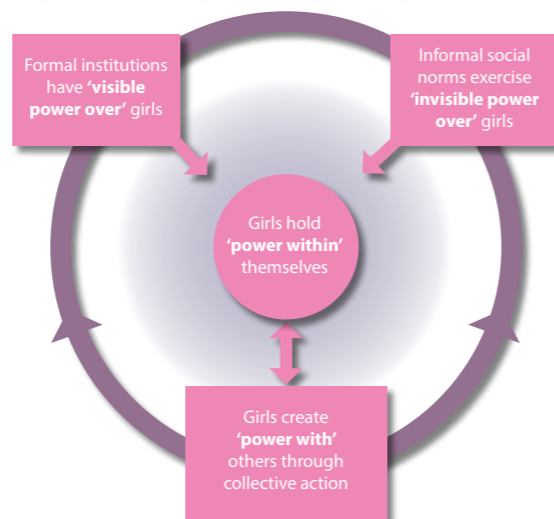 Formal institutions
have ‘visible
power over’ girls
Informal social
norms exercise
‘invisible power
over’ girls
Girls hold
‘power within’
themselves
Girls create
‘power with’
others through
collective action